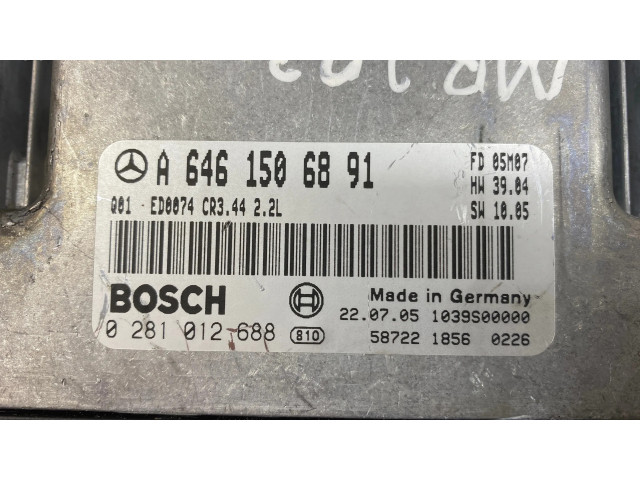 A 646 150 68 91
FD 05M07
HW 39.04
SW 10.05
Q01 - ED0074 CR3.44 2.2L
BOSCH
Made in Germany
22.07.05 1039S00000
0 281 012 688 810
58722 1856 0226